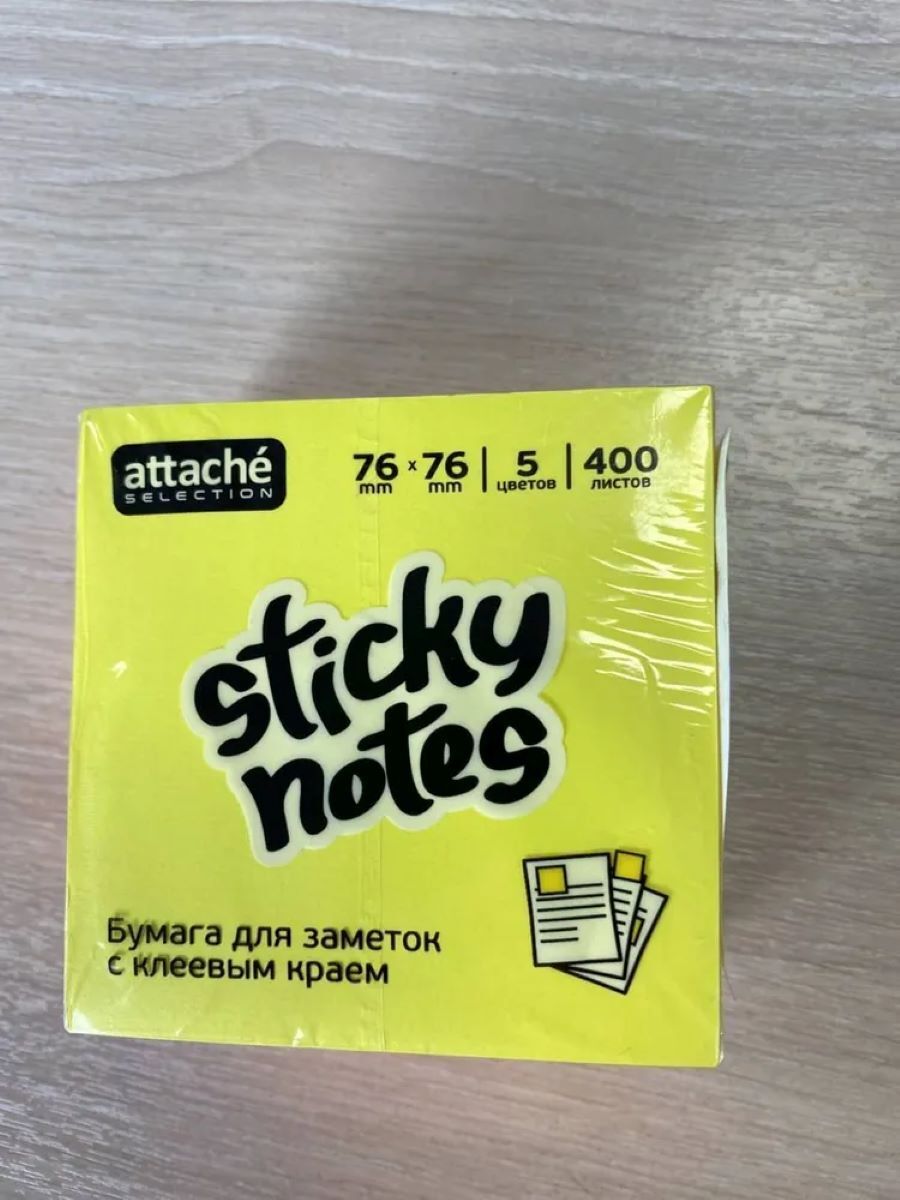 attaché
SELECTION
76 x 76 | 5 | 400
mm mm цветов листов
sticky
notes
Бумага для заметок
с клеевым краем